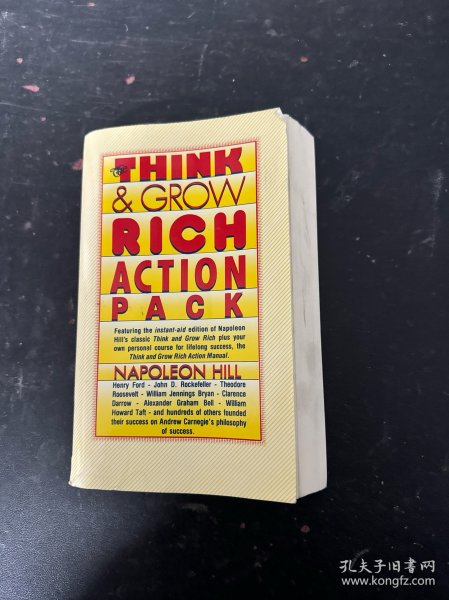 THINK
& GROW
RICH
ACTION
PACK
Featuring the instant-aid edition of Napoleon
Hill's classic Think and Grow Rich plus your
own personal course for lifelong success, the
Think and Grow Rich Action Manual.
NAPOLEON HILL
Henry Ford - John D. Rockefeller - Theodore
Roosevelt - William Jennings Bryan - Clarence
Darrow - Alexander Graham Bell - William
Howard Taft - and hundreds of others founded
their success on Andrew Carnegie's philosophy
of success.
孔夫子旧书网
www.kongfz.com